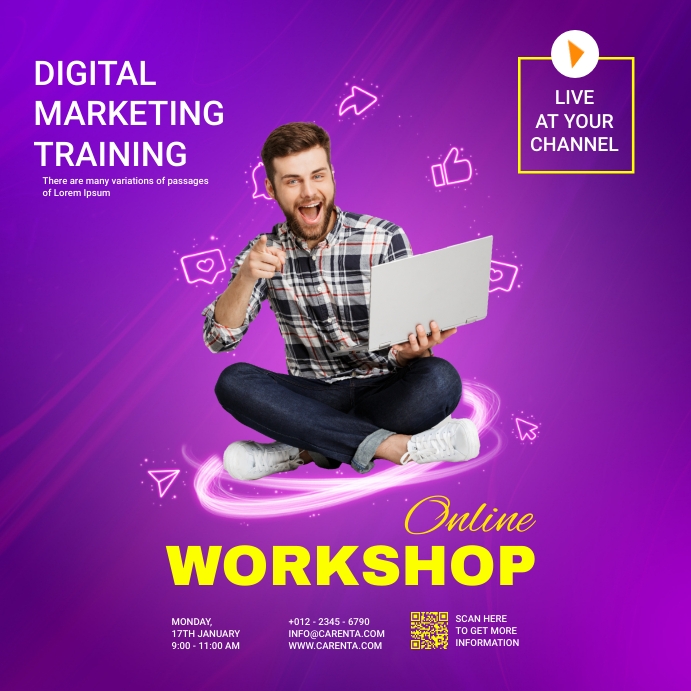 DIGITAL
MARKETING
TRAINING
There are many variations of passages
of Lorem Ipsum
LIVE
AT YOUR
CHANNEL
Online
WORKSHOP
MONDAY,
17TH JANUARY
9:00 - 11:00 AM
+012 - 2345 - 6790
INFO@CARENTA.COM
WWW.CARENTA.COM
SCAN HERE
TO GET MORE
INFORMATION